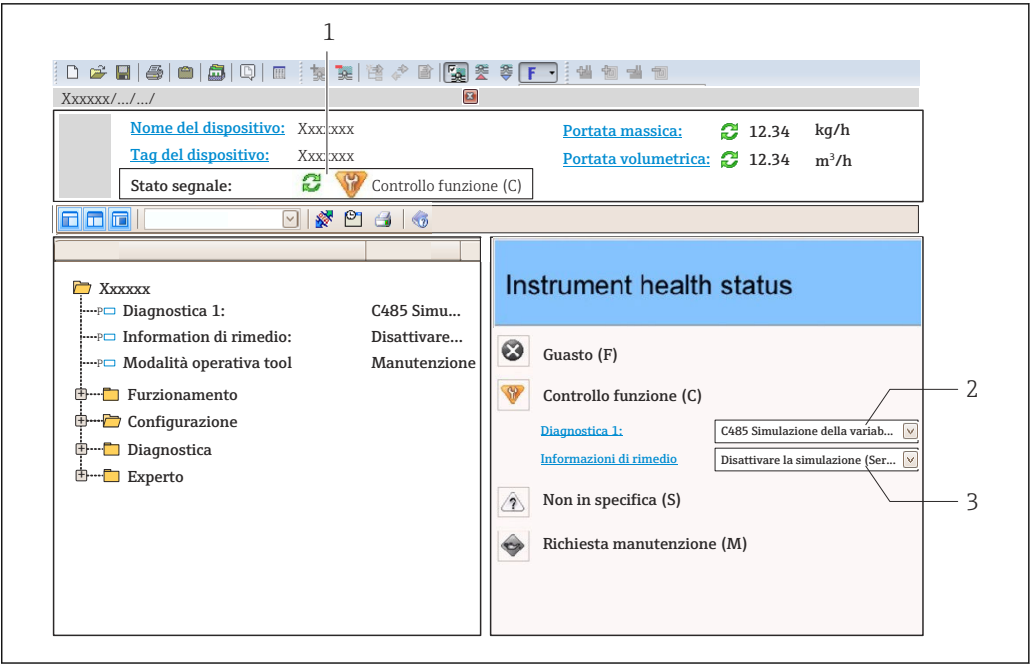 1
F
Xxxxxx/.../.../
Nome del dispositivo: Xxxxxxx
Portata massica: 12.34 kg/h
Tag del dispositivo: Xxxxxxx
Portata volumetrica: 12.34 m³/h
Stato segnale: Controllo funzione (C)
Xxxxxx
Diagnostica 1: C485 Simu...
Information di rimedio: Disattivare...
Modalità operativa tool Manutenzione
Furzionamento
Configurazione
Diagnostica
Experto
Instrument health status
Guasto (F)
Controllo funzione (C)
2
Diagnostica 1: C485 Simulazione della variab...
Informazioni di rimedio Disattivare la simulazione (Ser...
3
Non in specifica (S)
Richiesta manutenzione (M)